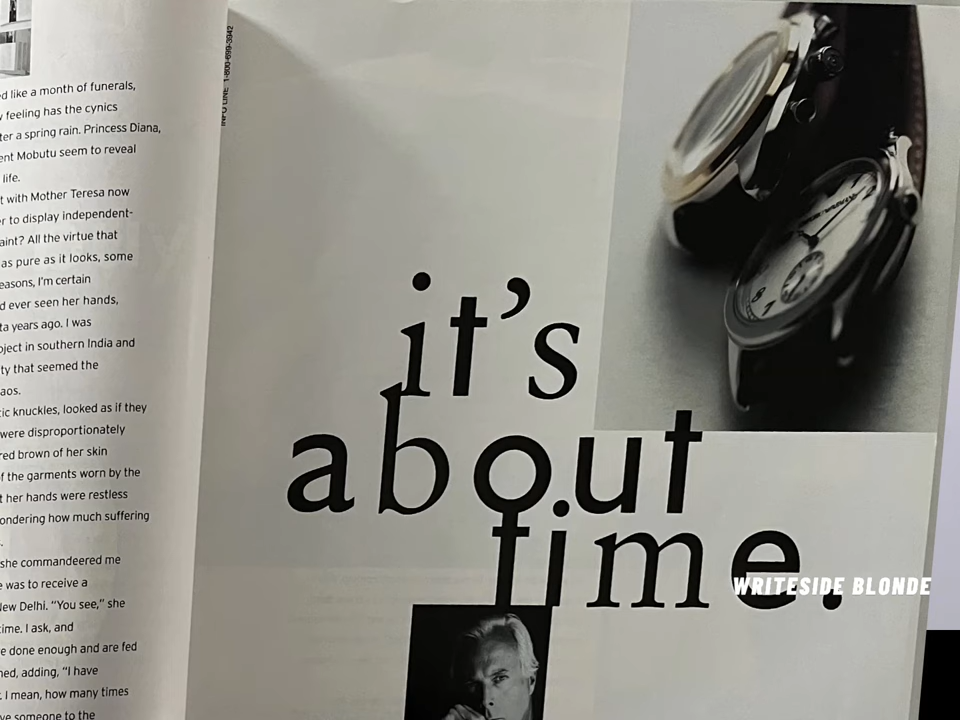 d like a month of funerals,
feeling has the cynics
ter a spring rain. Princess Diana,
ent Mobutu seem to reveal
life.
t with Mother Teresa now
er to display independent-
aint? All the virtue that
as pure as it looks, some
easons, I'm certain
d ever seen her hands,
ta years ago. I was
oject in southern India and
ty that seemed the
aos.
tic knuckles, looked as if they
were disproportionately
red brown of her skin
of the garments worn by the
t her hands were restless
ondering how much suffering
.
she commandeered me
e was to receive a
New Delhi. “You see,” she
time. I ask, and
e done enough and are fed
ned, adding, “I have
I mean, how many times
ve someone to the
INFO LINE 1-800-699-3942
it’s
about
time.
WRITESIDE BLONDE